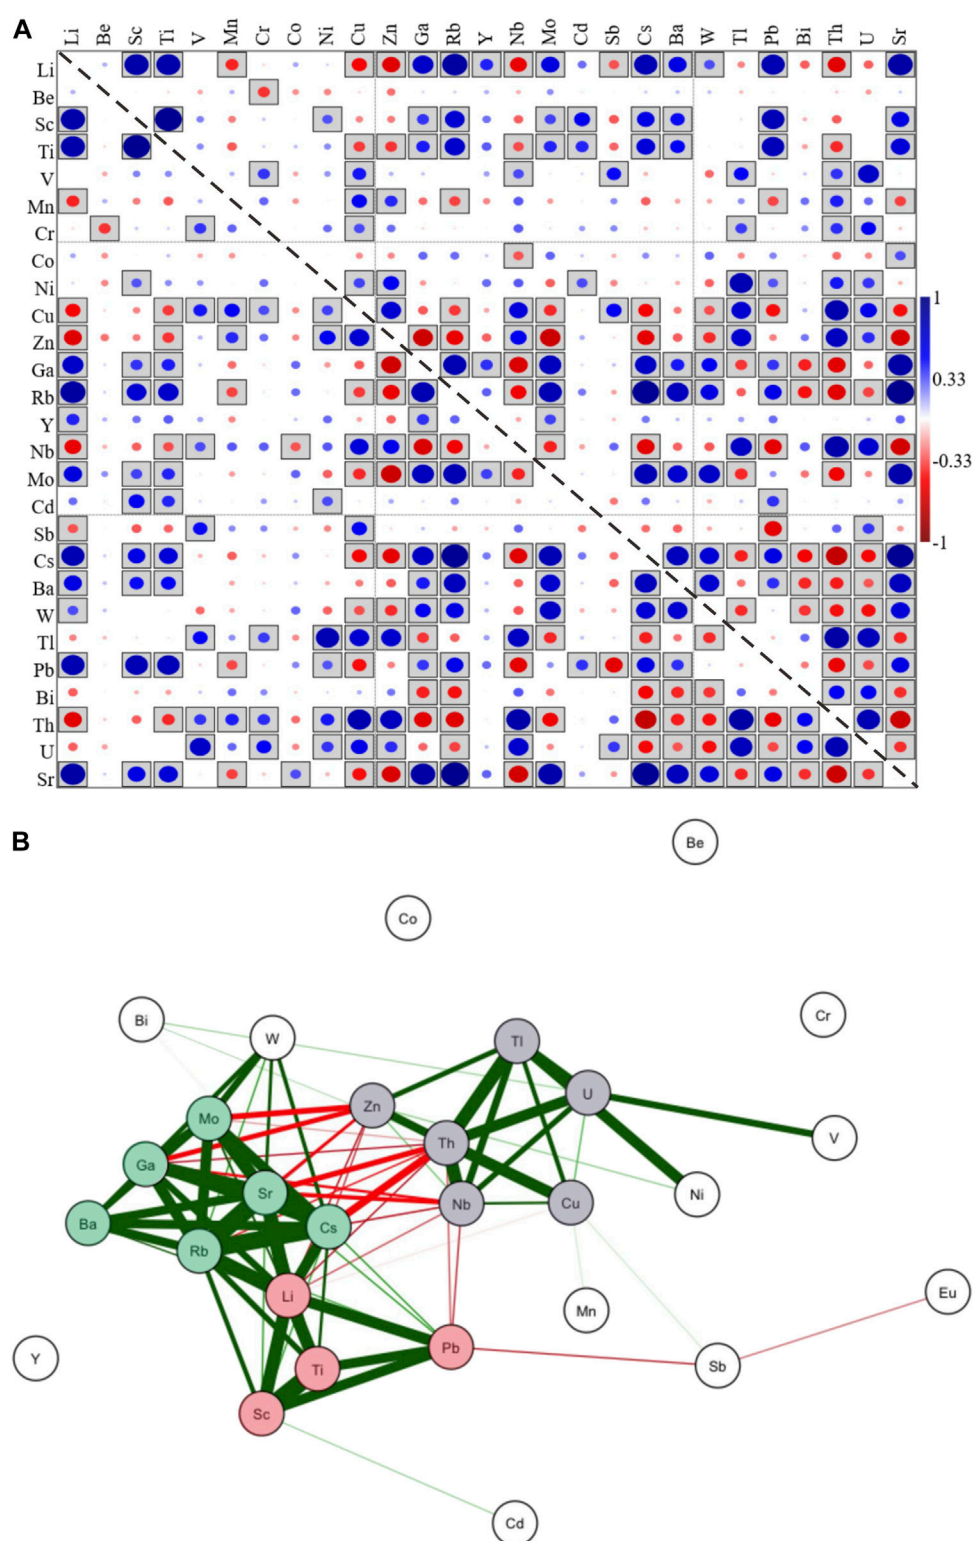 A
Li Be Sc Ti V Mn Cr Co Ni Cu Zn Ga Rb Y Nb Mo Cd Sb Cs Ba W Tl Pb Bi Th U Sr
Li
Be
Sc
Ti
V
Mn
Cr
Co
Ni
Cu
Zn
Ga
Rb
Y
Nb
Mo
Cd
Sb
Cs
Ba
W
Tl
Pb
Bi
Th
U
Sr
1
0.33
-0.33
-1
B
Be
Co
Cr
Bi
W
Tl
U
Zn
Mo
V
Th
Ga
Sr
Ni
Nb
Cu
Ba
Cs
Rb
Li
Eu
Mn
Pb
Y
Sb
Ti
Sc
Cd